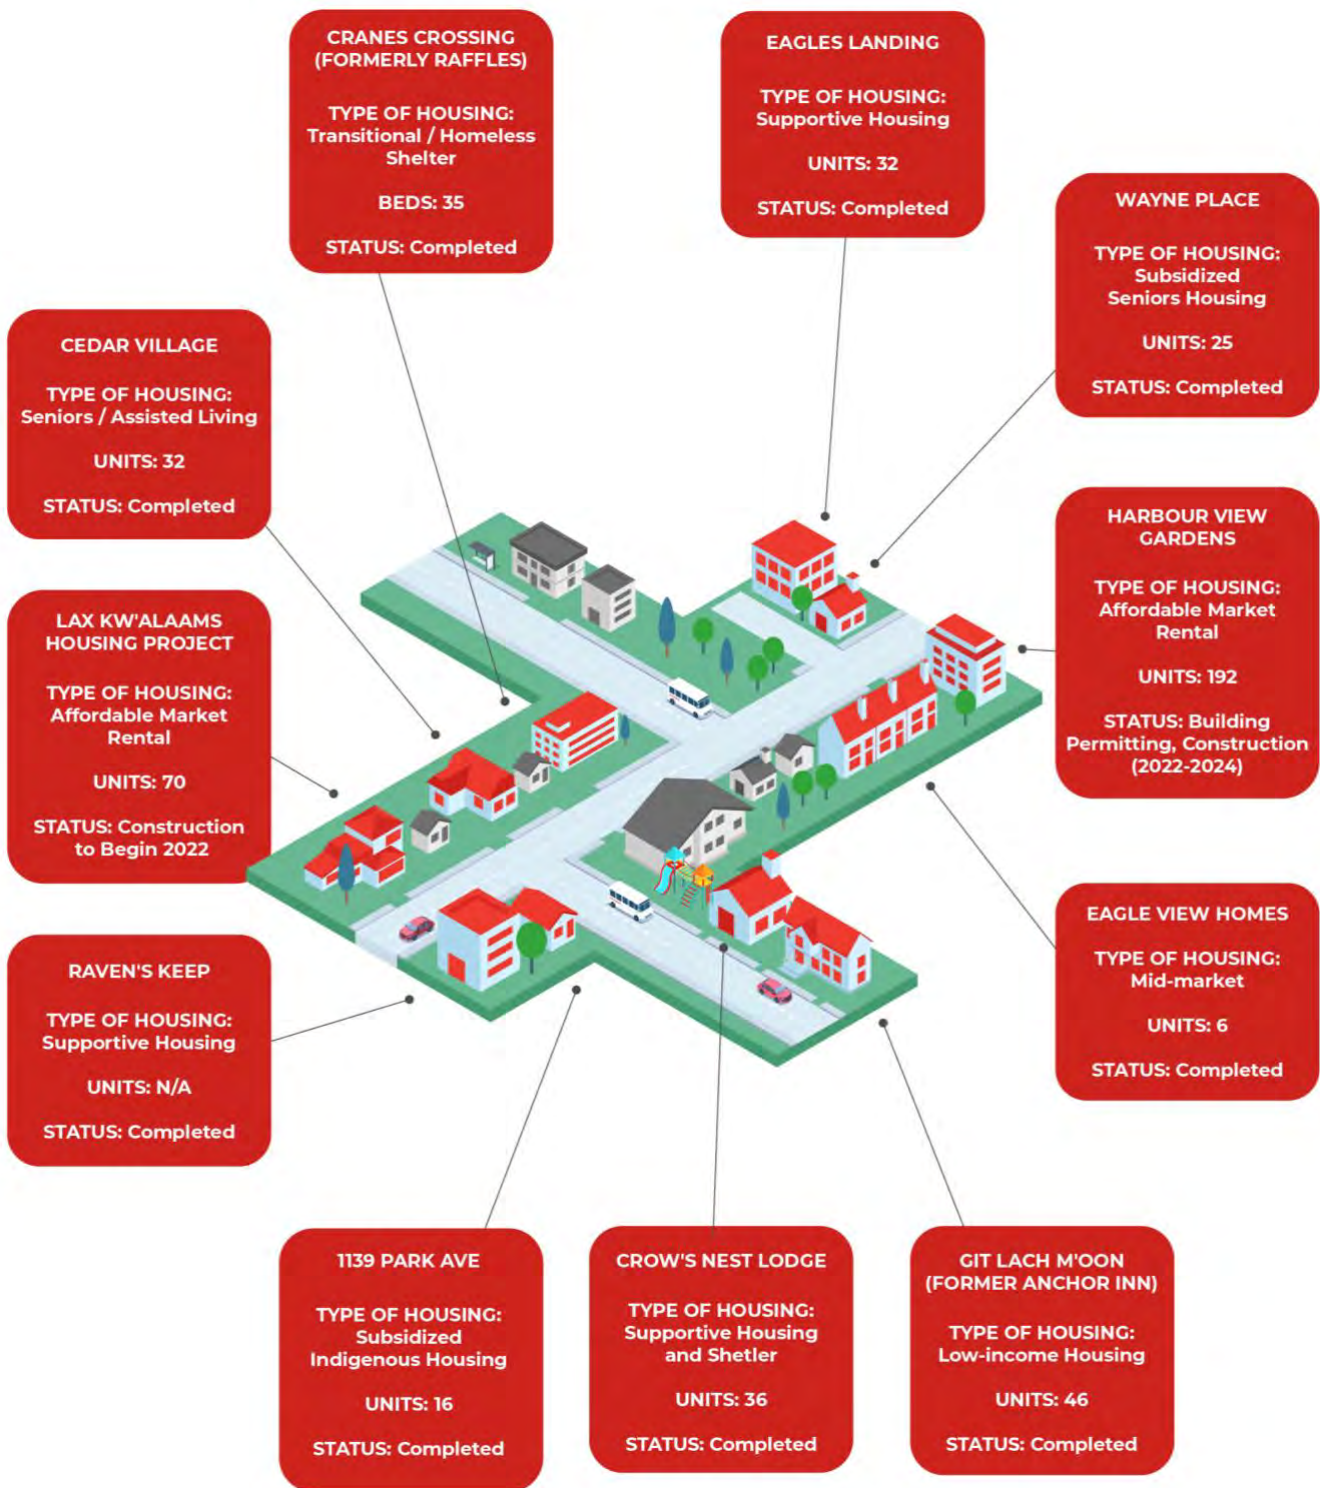 CRANES CROSSING
(FORMERLY RAFFLES)
TYPE OF HOUSING:
Transitional / Homeless
Shelter
BEDS: 35
STATUS: Completed
EAGLES LANDING
TYPE OF HOUSING:
Supportive Housing
UNITS: 32
STATUS: Completed
WAYNE PLACE
TYPE OF HOUSING:
Subsidized
Seniors Housing
UNITS: 25
STATUS: Completed
CEDAR VILLAGE
TYPE OF HOUSING:
Seniors / Assisted Living
UNITS: 32
STATUS: Completed
HARBOUR VIEW
GARDENS
TYPE OF HOUSING:
Affordable Market
Rental
UNITS: 192
STATUS: Building
Permitting, Construction
(2022-2024)
LAX KW'ALAAMS
HOUSING PROJECT
TYPE OF HOUSING:
Affordable Market
Rental
UNITS: 70
STATUS: Construction
to Begin 2022
EAGLE VIEW HOMES
TYPE OF HOUSING:
Mid-market
UNITS: 6
STATUS: Completed
RAVEN'S KEEP
TYPE OF HOUSING:
Supportive Housing
UNITS: N/A
STATUS: Completed
1139 PARK AVE
TYPE OF HOUSING:
Subsidized
Indigenous Housing
UNITS: 16
STATUS: Completed
CROW'S NEST LODGE
TYPE OF HOUSING:
Supportive Housing
and Shetler
UNITS: 36
STATUS: Completed
GIT LACH M'OON
(FORMER ANCHOR INN)
TYPE OF HOUSING:
Low-income Housing
UNITS: 46
STATUS: Completed